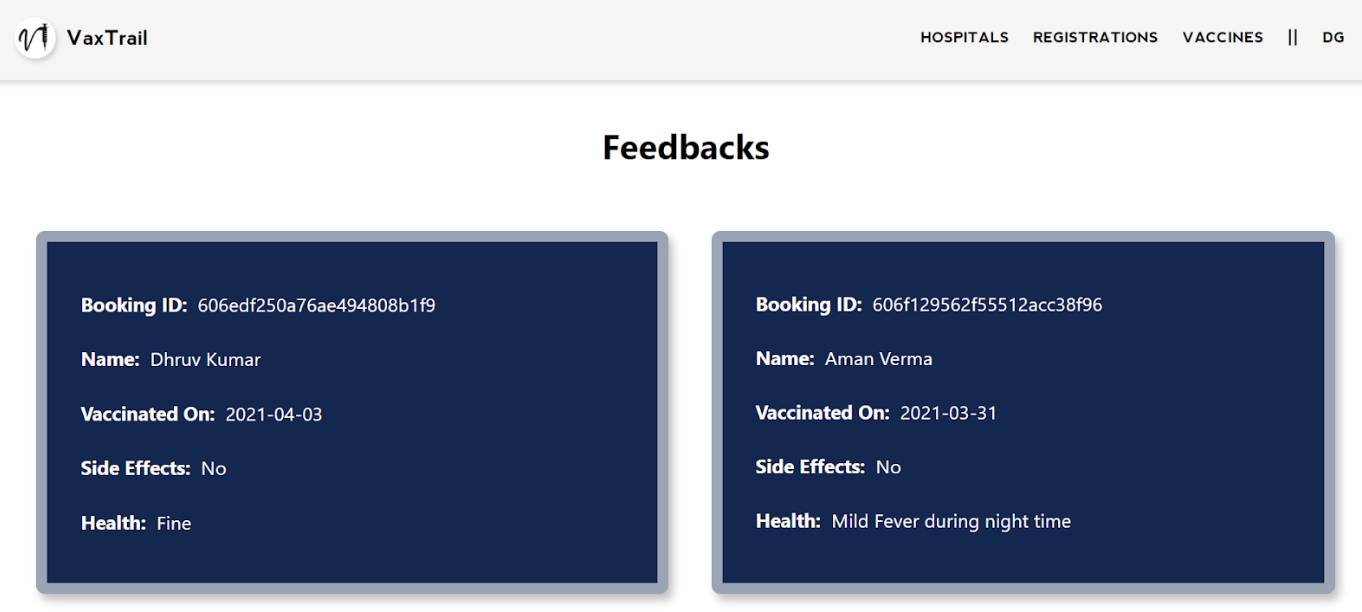 VaxTrail HOSPITALS REGISTRATIONS VACCINES || DG
Feedbacks
Booking ID: 606edf250a76ae494808b1f9
Name: Dhruv Kumar
Vaccinated On: 2021-04-03
Side Effects: No
Health: Fine
Booking ID: 606f129562f55512acc38f96
Name: Aman Verma
Vaccinated On: 2021-03-31
Side Effects: No
Health: Mild Fever during night time